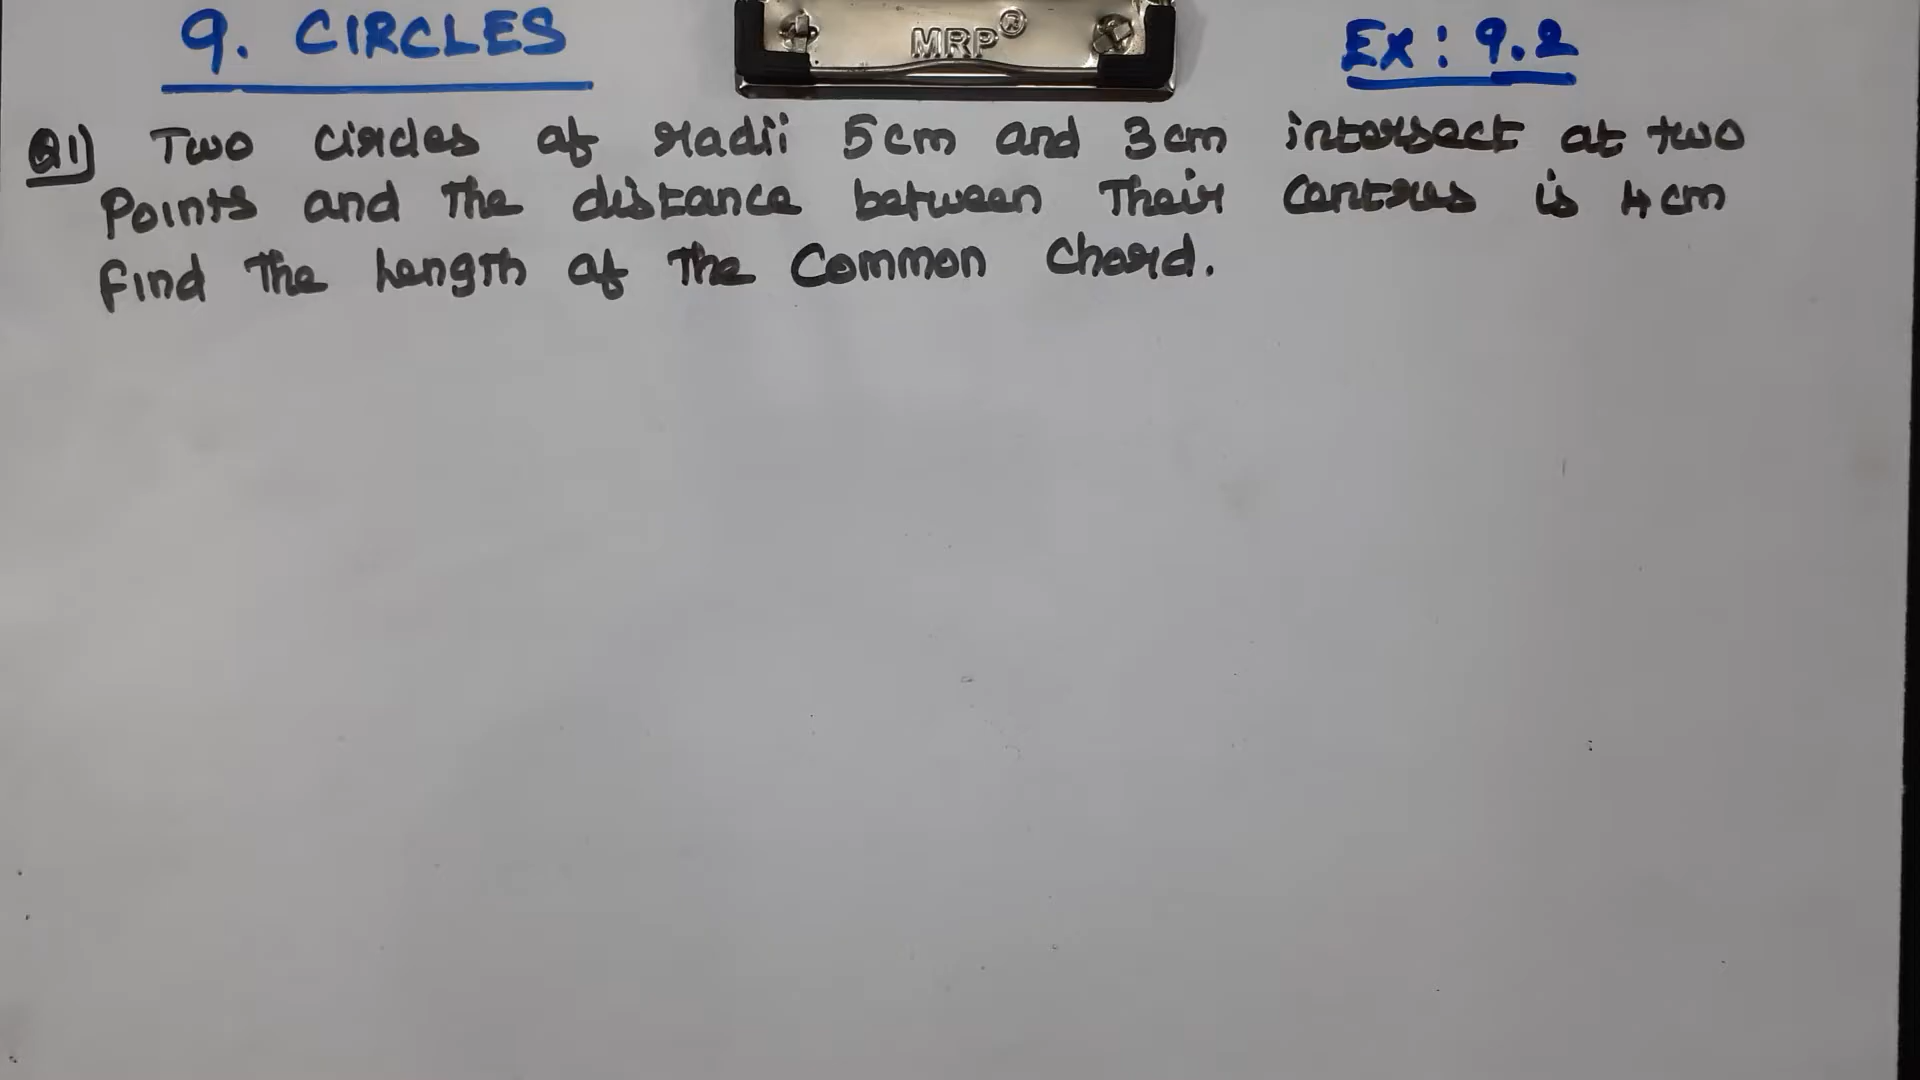 9. CIRCLES
MRP®
Ex: 9.2
Q1) Two circles of radii 5cm and 3cm intersect at two
Points and The distance between Their Centres is 4cm
find The Length of The Common Chord.